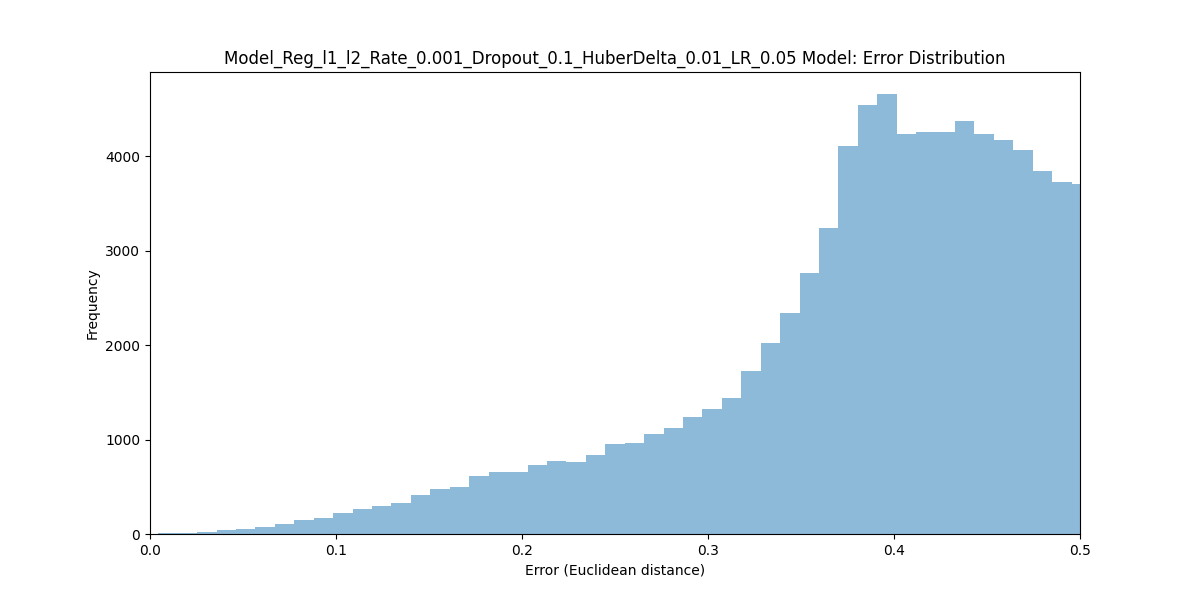 Model_Reg_l1_l2_Rate_0.001_Dropout_0.1_HuberDelta_0.01_LR_0.05 Model: Error Distribution
4000
3000
2000
1000
0
Frequency
0.0 0.1 0.2 0.3 0.4 0.5
Error (Euclidean distance)